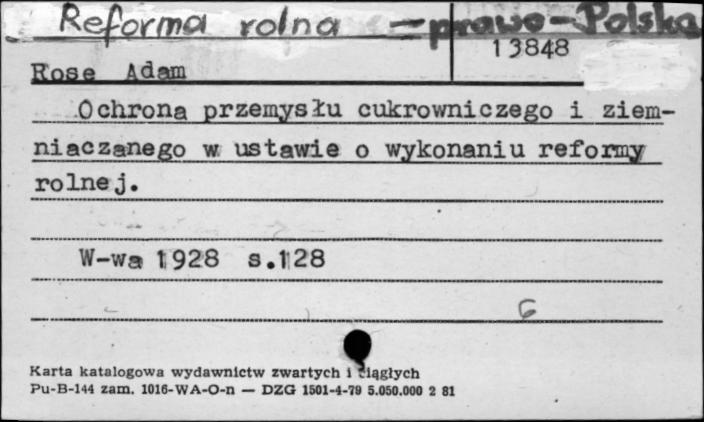 Reforma rolna — prawo - Polska
13848
Rose Adam
Ochrona przemysłu cukrowniczego i ziem-
niaczanego w ustawie o wykonaniu reformy
rolnej.
W-wa 1928 s.128
6
Karta katalogowa wydawnictw zwartych i ciągłych
Pu-B-144 zam. 1016-WA-O-n — DZG 1501-4-79 5.050.000 2 81